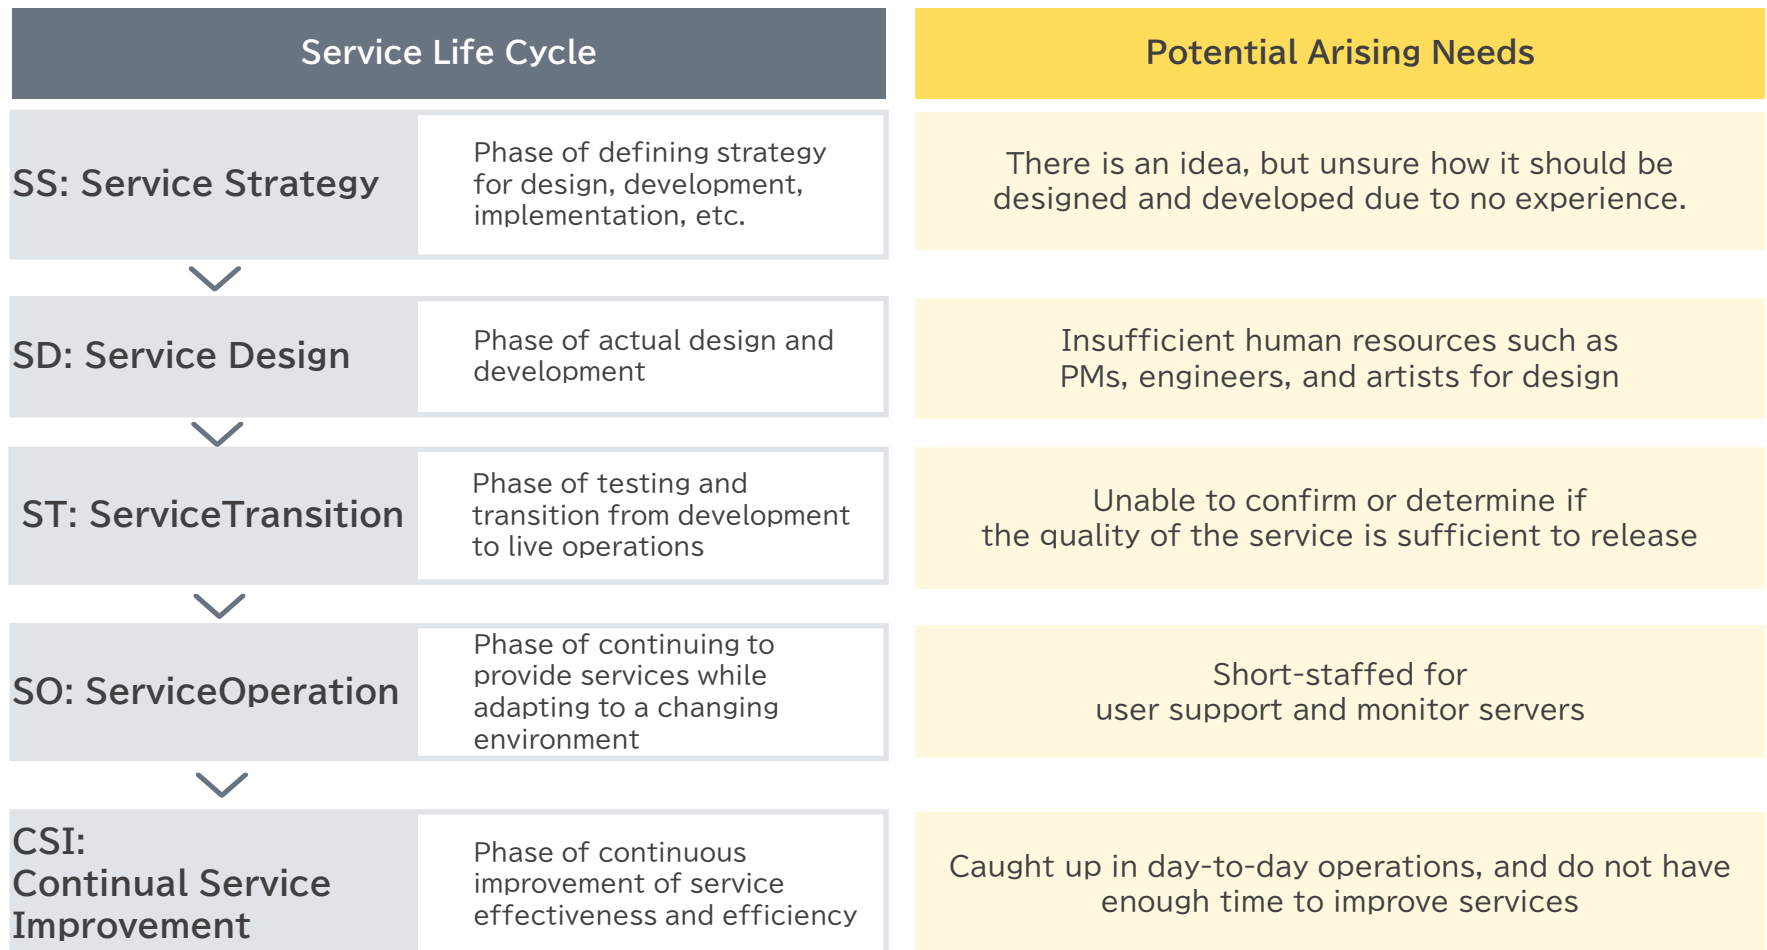 Service Life Cycle
Potential Arising Needs
SS: Service Strategy
Phase of defining strategy
for design, development,
implementation, etc.
There is an idea, but unsure how it should be
designed and developed due to no experience.
SD: Service Design
Phase of actual design and
development
Insufficient human resources such as
PMs, engineers, and artists for design
ST: ServiceTransition
Phase of testing and
transition from development
to live operations
Unable to confirm or determine if
the quality of the service is sufficient to release
SO: ServiceOperation
Phase of continuing to
provide services while
adapting to a changing
environment
Short-staffed for
user support and monitor servers
CSI:
Continual Service
Improvement
Phase of continuous
improvement of service
effectiveness and efficiency
Caught up in day-to-day operations, and do not have
enough time to improve services